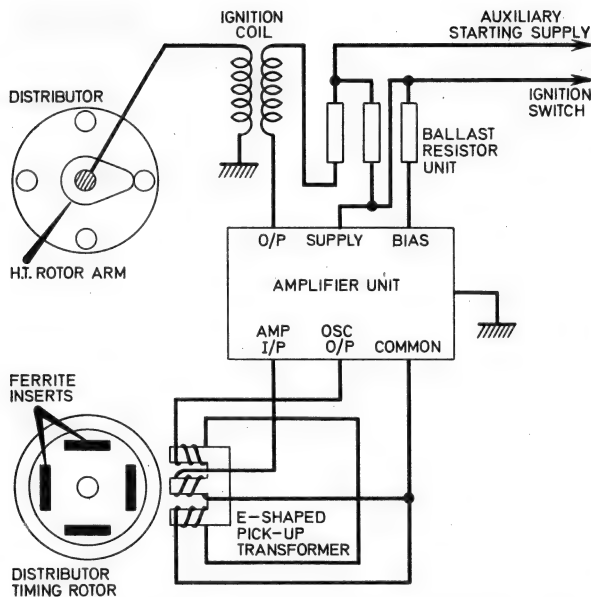 IGNITION
COIL
AUXILIARY
STARTING SUPPLY
IGNITION
SWITCH
DISTRIBUTOR
BALLAST
RESISTOR
UNIT
H.T. ROTOR ARM
O/P SUPPLY BIAS
AMPLIFIER UNIT
AMP
I/P
OSC
O/P
COMMON
FERRITE
INSERTS
E-SHAPED
PICK-UP
TRANSFORMER
DISTRIBUTOR
TIMING ROTOR